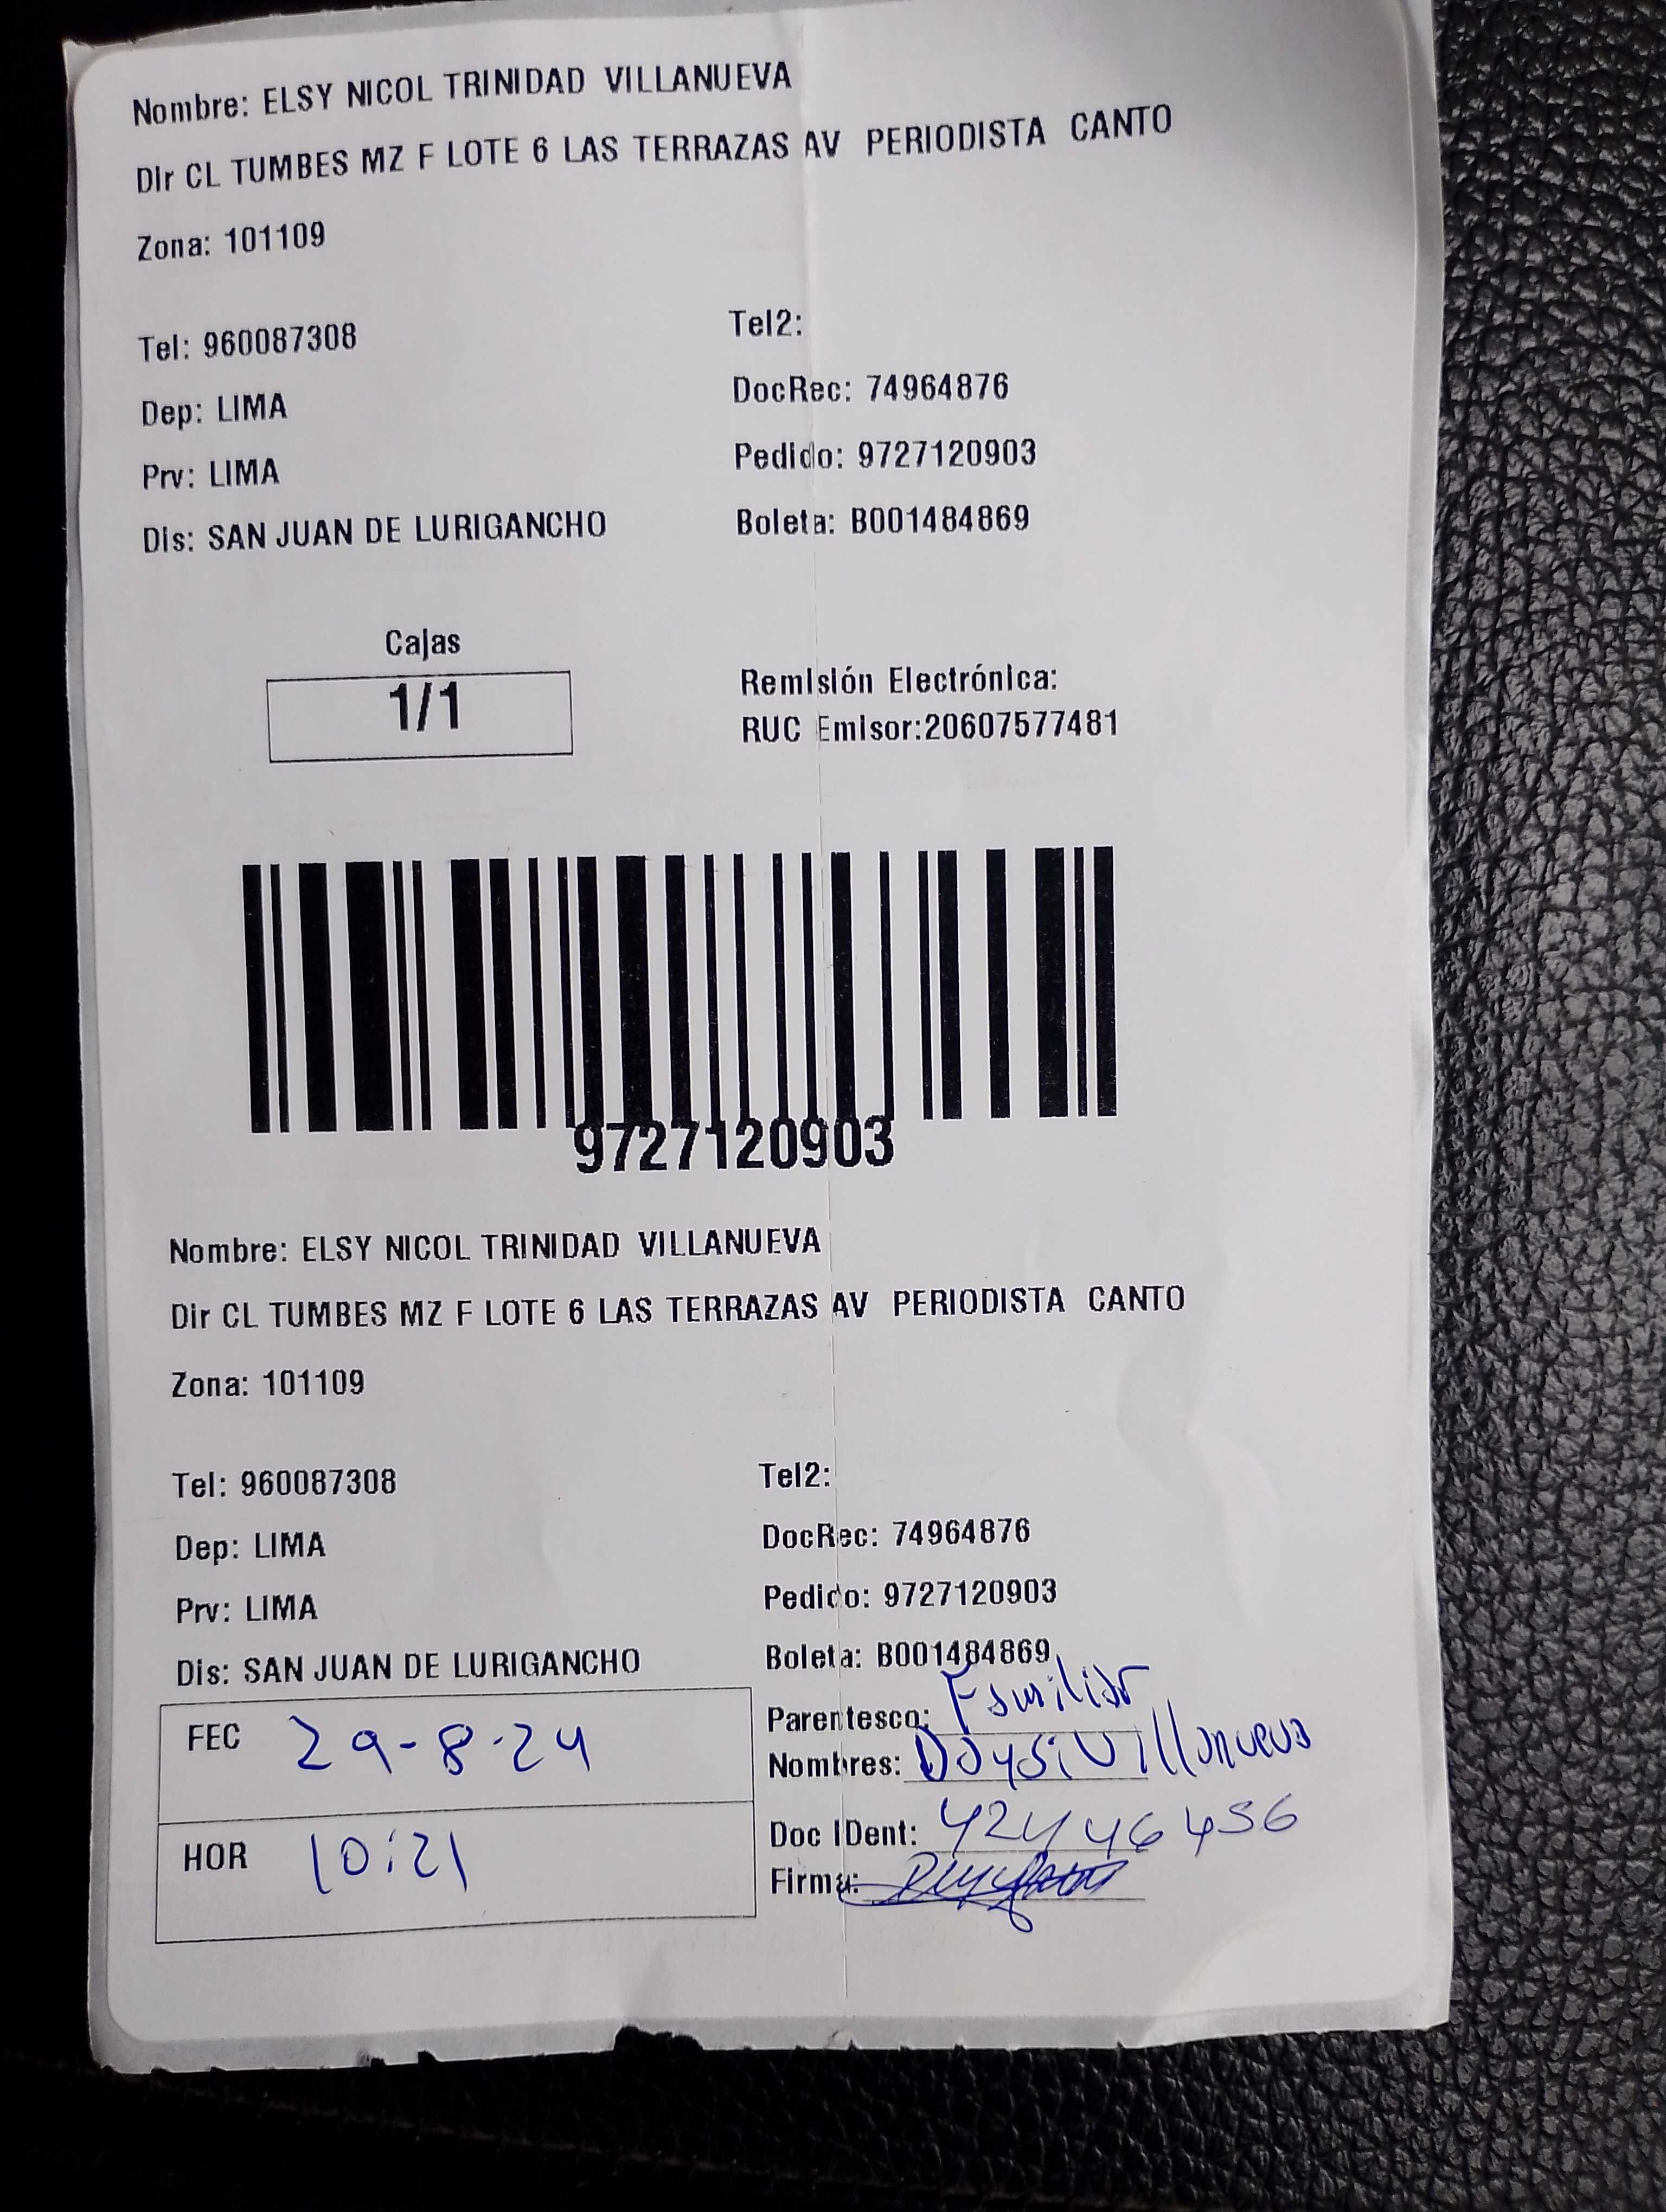 Nombre: ELSY NICOL TRINIDAD VILLANUEVA
Dir CL TUMBES MZ F LOTE 6 LAS TERRAZAS AV PERIODISTA CANTO
Zona: 101109
Tel: 960087308 Tel2:
Dep: LIMA DocRec: 74964876
Prv: LIMA Pedido: 9727120903
Dis: SAN JUAN DE LURIGANCHO Boleta: B001484869
Cajas
1/1
Remisión Electrónica:
RUC Emisor:20607577481
9727120903
Nombre: ELSY NICOL TRINIDAD VILLANUEVA
Dir CL TUMBES MZ F LOTE 6 LAS TERRAZAS AV PERIODISTA CANTO
Zona: 101109
Tel: 960087308 Tel2:
Dep: LIMA DocRec: 74964876
Prv: LIMA Pedido: 9727120903
Dis: SAN JUAN DE LURIGANCHO Boleta: B001484869
FEC 29-8-24
HOR 10:21
Parentesco: Familiar
Nombres: Daysi Villanueva
Doc IDent: 42446456
Firma: